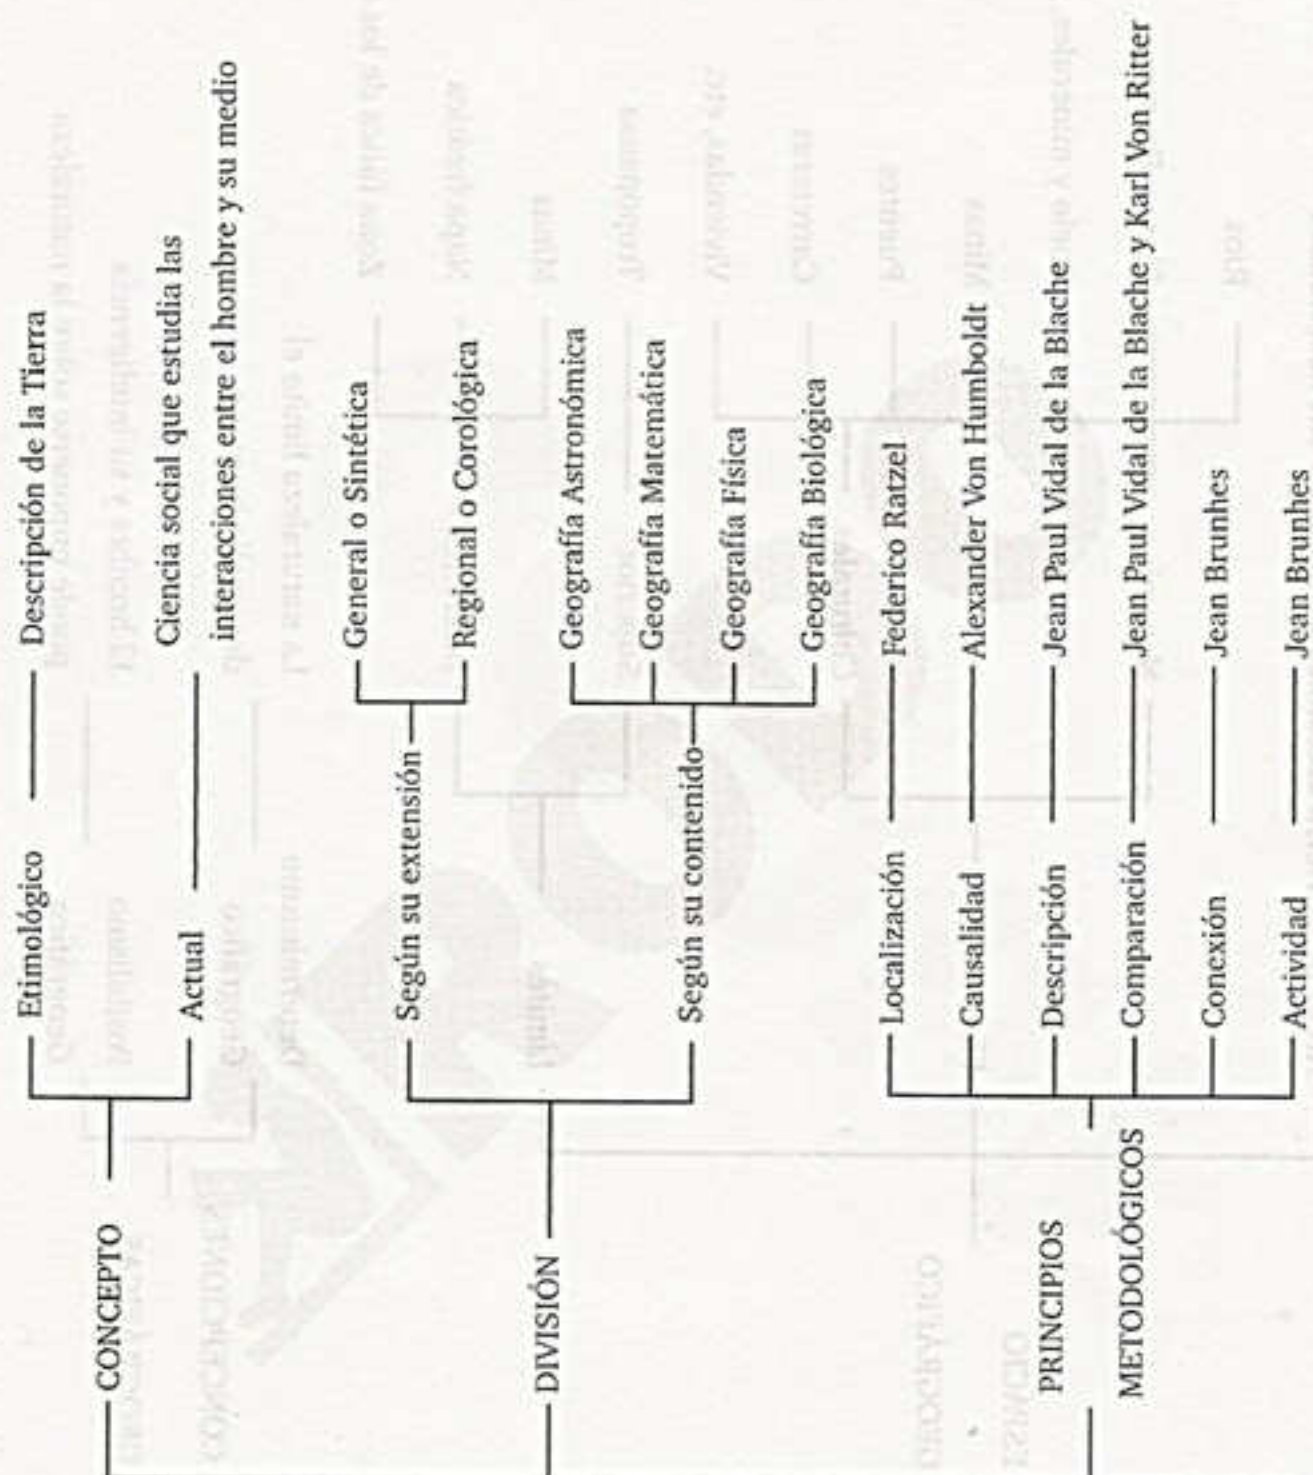 CONCEPTO
Etimológico
Descripción de la Tierra
Actual
Ciencia social que estudia las
interacciones entre el hombre y su medio
DIVISIÓN
Según su extensión
General o Sintética
Regional o Corológica
Según su contenido
Geografía Astronómica
Geografía Matemática
Geografía Física
Geografía Biológica
PRINCIPIOS
METODOLÓGICOS
Localización
Federico Ratzel
Causalidad
Alexander Von Humboldt
Descripción
Jean Paul Vidal de la Blache
Comparación
Jean Paul Vidal de la Blache y Karl Von Ritter
Conexión
Jean Brunhes
Actividad
Jean Brunhes